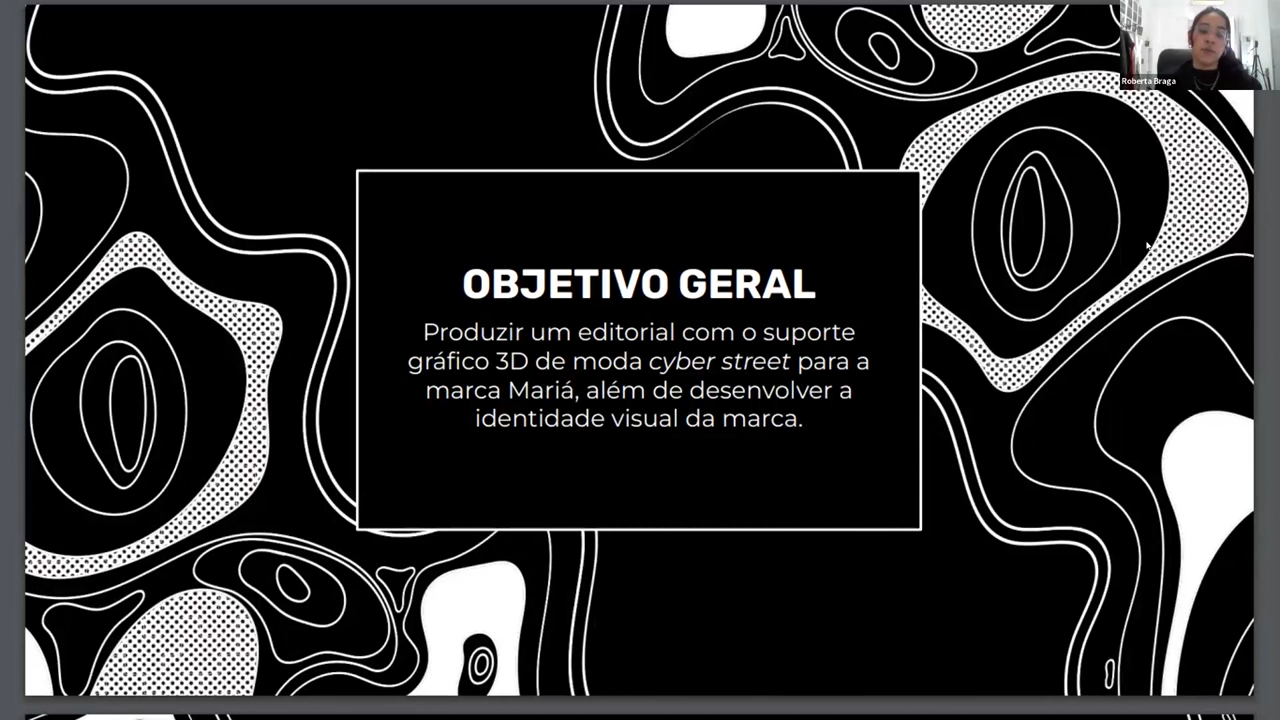 Roberta Braga
OBJETIVO GERAL
Produzir um editorial com o suporte
gráfico 3D de moda cyber street para a
marca Mariá, além de desenvolver a
identidade visual da marca.